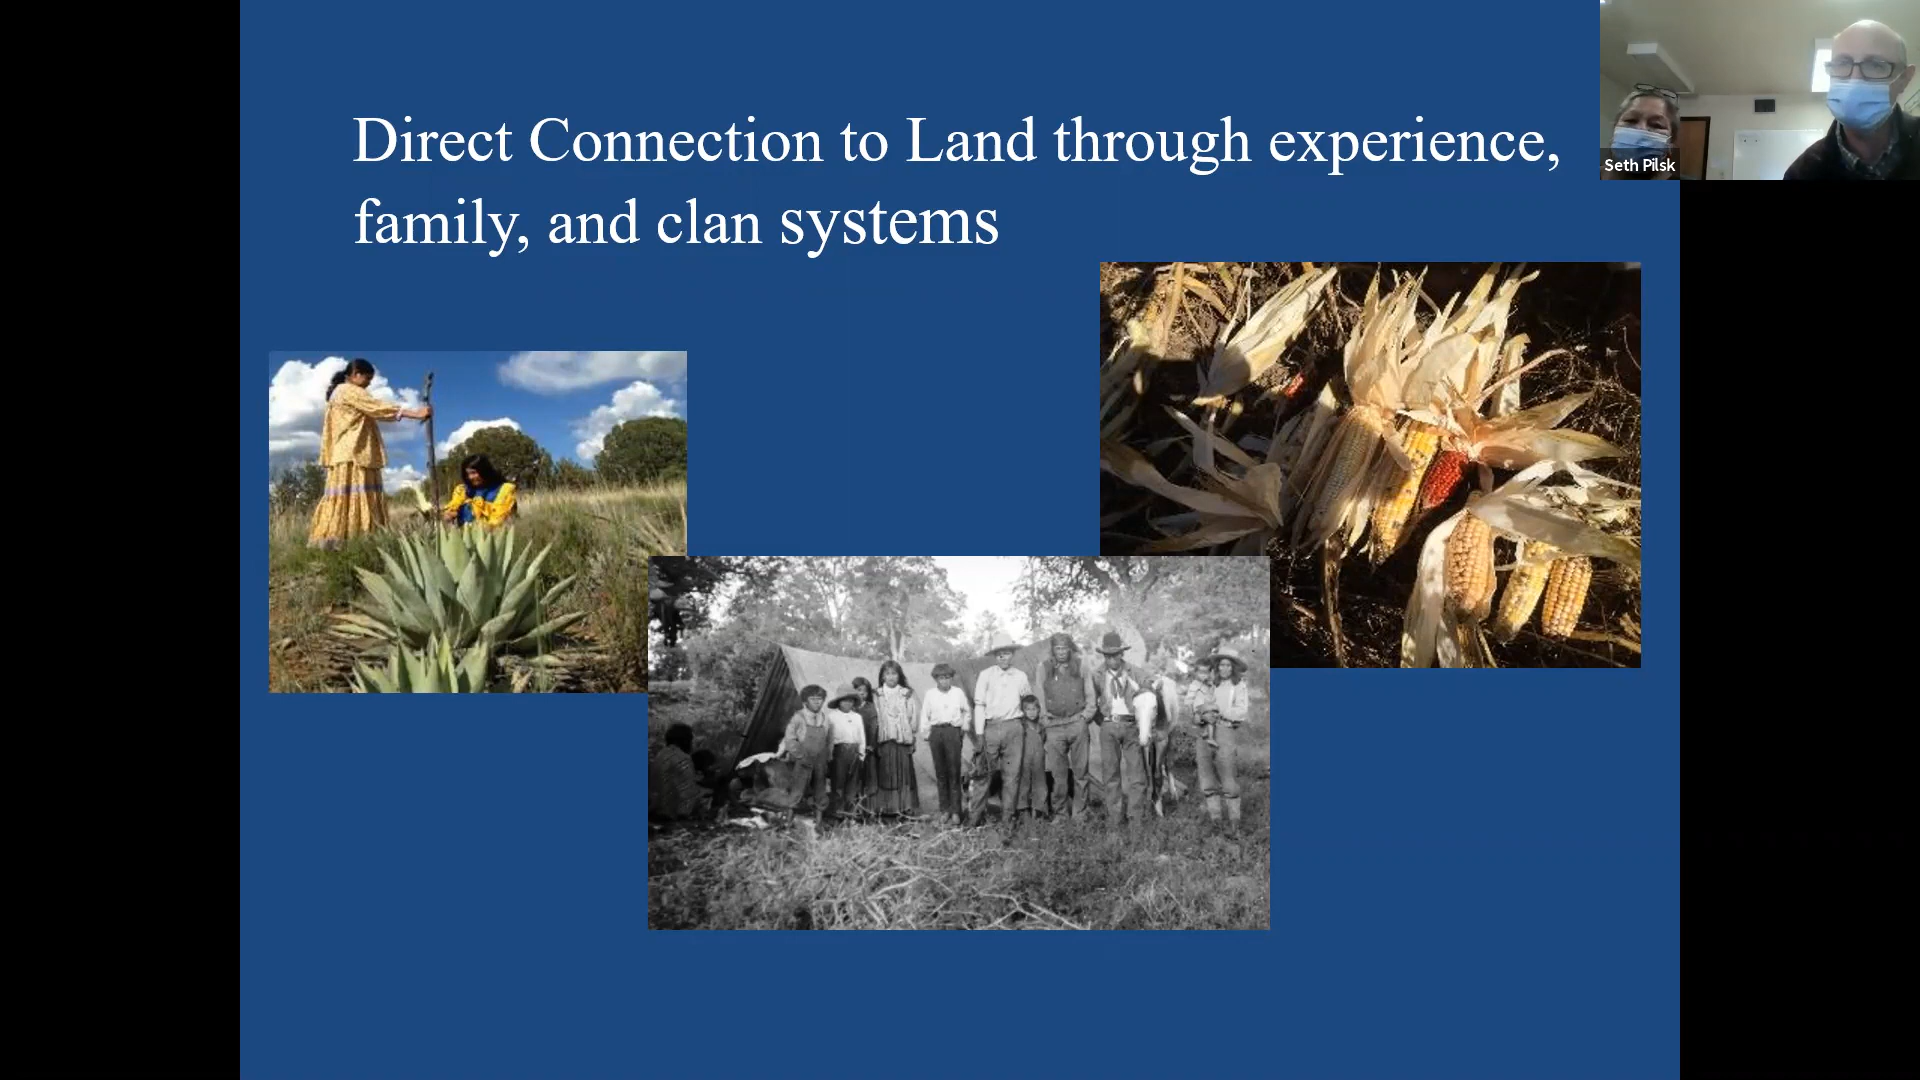 Direct Connection to Land through experience,
family, and clan systems
Seth Pilsk